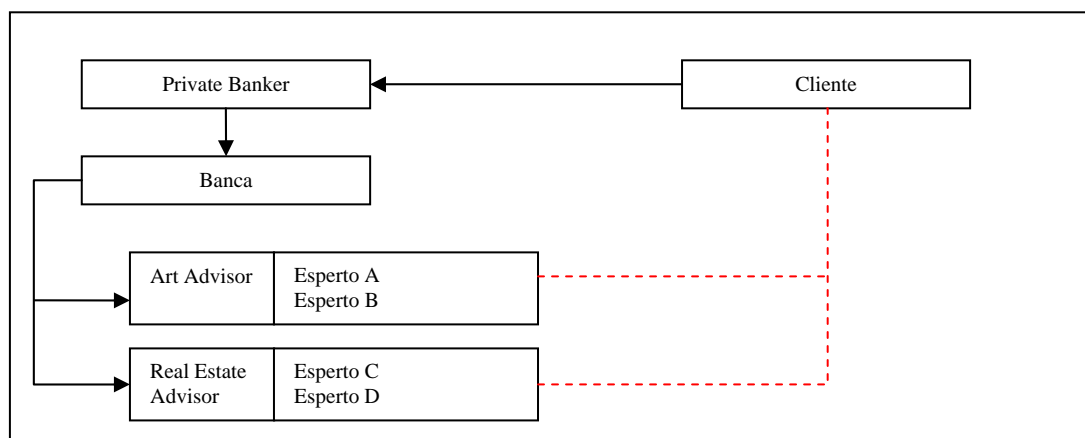 Private Banker
Cliente
Banca
Art Advisor
Esperto A
Esperto B
Real Estate
Advisor
Esperto C
Esperto D